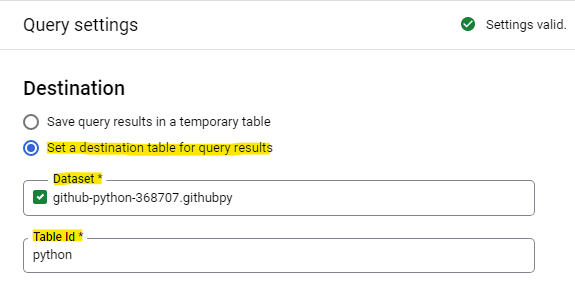 Query settings
Settings valid.
Destination
Save query results in a temporary table
Set a destination table for query results
Dataset *
github-python-368707.githubpy
Table Id *
python